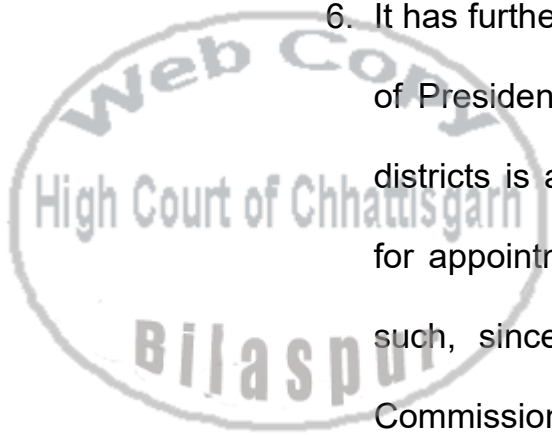 6. It has furthe
of Presiden
districts is a
for appointr
such, since
Commission
Web Copy
High Court of Chhattisgarh
Bilaspur